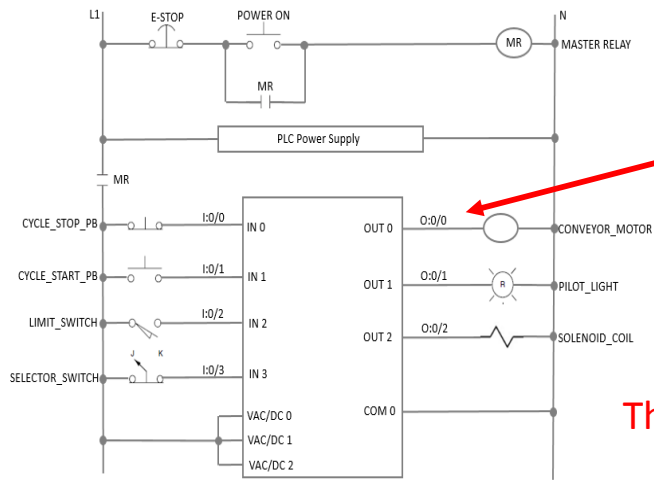 L1
E-STOP
POWER ON
N
MR
MASTER RELAY
MR
PLC Power Supply
MR
CYCLE_STOP_PB
I:0/0
IN 0
OUT 0
O:0/0
CONVEYOR_MOTOR
CYCLE_START_PB
I:0/1
IN 1
OUT 1
O:0/1
R
PILOT_LIGHT
LIMIT_SWITCH
I:0/2
IN 2
OUT 2
O:0/2
SOLENOID_COIL
J K
SELECTOR_SWITCH
I:0/3
IN 3
COM 0
Th
VAC/DC 0
VAC/DC 1
VAC/DC 2